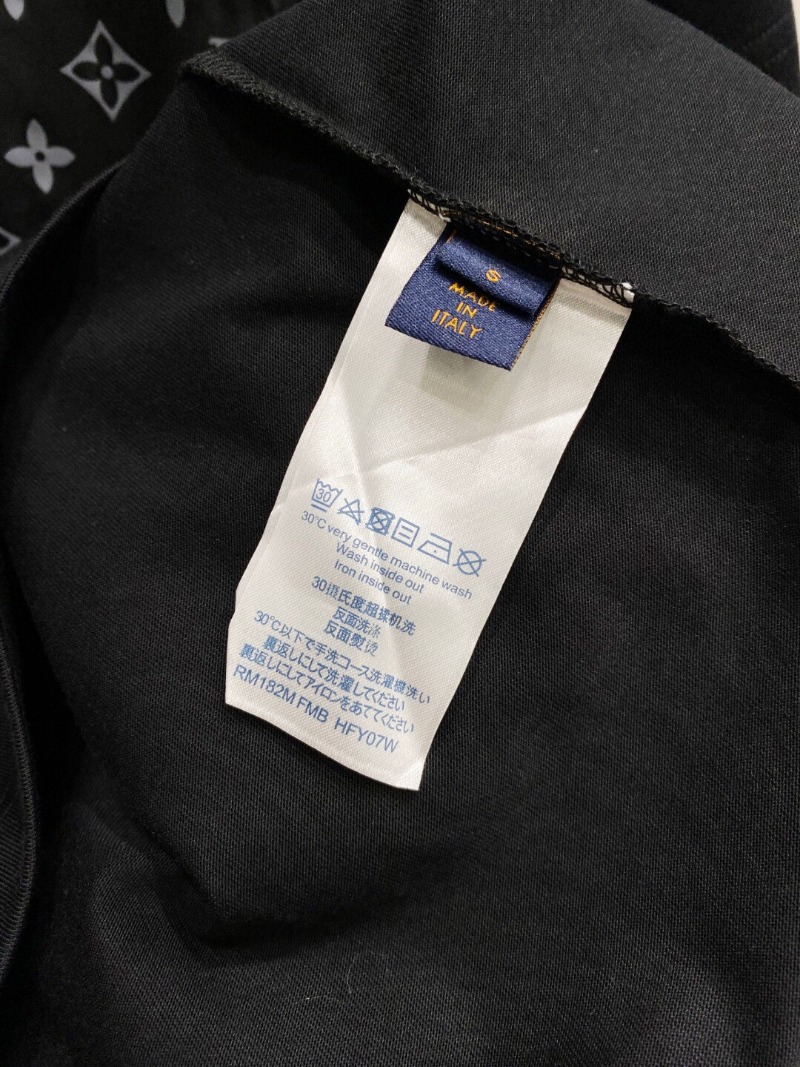 S
MADE
IN
ITALY
30
30°C very gentle machine wash
Wash inside out
Iron inside out
30摄氏度超揉机洗
反面洗涤
反面熨烫
30℃以下で手洗コース洗濯機洗い
裏返しにして洗濯してください
裏返しにしてアイロンをあててください
RM182M FMB HFY07W